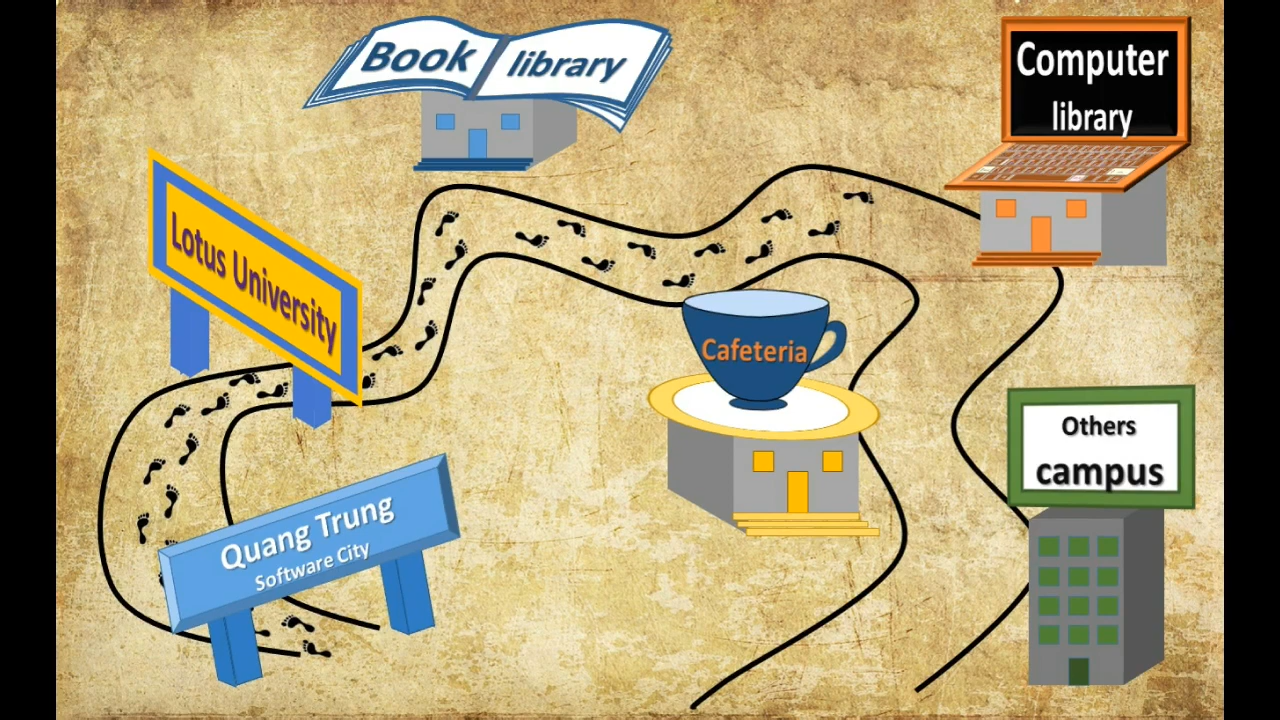 Book library
Computer
library
Lotus University
Cafeteria
Others
campus
Quang Trung
Software City